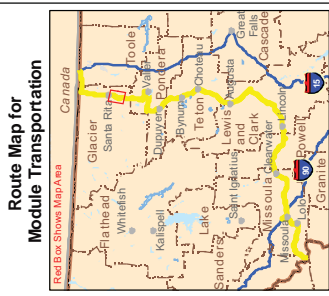 Route Map for
Module Transportation
Red Box Shows Map Area
Canada
Glacier
Toole
Santa Rita
Flathead
Whitefish
Valier
Pondera
Dupuyer
Kalispell
Bynum
Choteau
Teton
Great
Falls
Cascade
Lake
Lewis
and
Clark
Augusta
Saint Ignatius
Sanders
Missoula
Clearwater
Lincoln
Powell
Missoula
Lolo
Granite
90
15